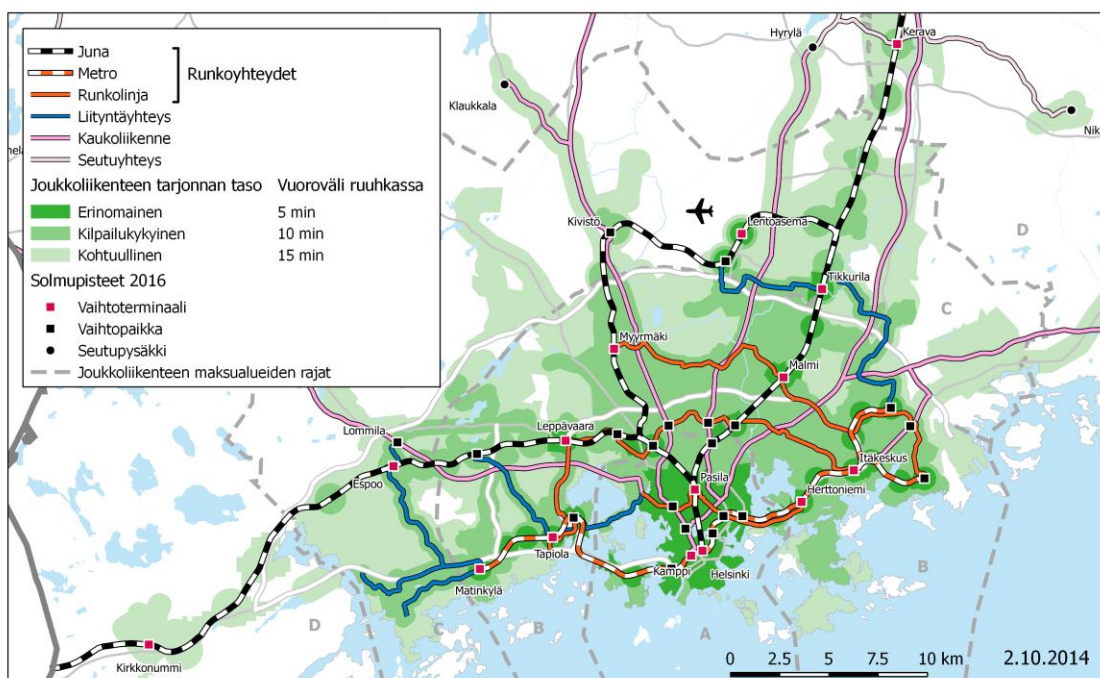 Juna
Metro
Runkolinja
Runkoyhteydet
Liityntäyhteys
Kaukoliikenne
Seutuyhteys
Joukkoliikenteen tarjonnan taso Vuoroväli ruuhkassa
Erinomainen 5 min
Kilpailukykyinen 10 min
Kohtuullinen 15 min
Solmupisteet 2016
Vaihtoterminaali
Vaihtopaikka
Seutupysäkki
Joukkoliikenteen maksualueiden rajat
Hyrylä
Kerava
Klaukkala
Nik
Kivistö
Lentoasema
D
Tikkurila
C
Myyrmäki
Malmi
Lommila
Leppävaara
Itäkeskus
Espoo
Pasila
Herttoniemi
Tapiola
Kamppi
Helsinki
Matinkylä
B
D
C
B
A
Kirkkonummi
0 2.5 5 7.5 10 km
2.10.2014